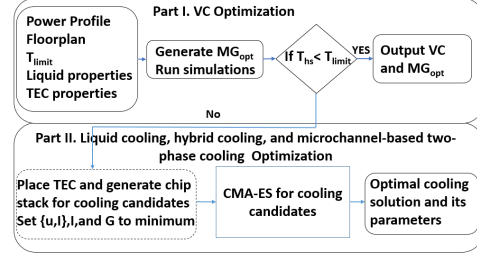 Part I. VC Optimization
Power Profile
Floorplan
Tlimit
Liquid properties
TEC properties
Generate MGopt
Run simulations
If Ths< Tlimit
YES
Output VC
and MGopt
No
Part II. Liquid cooling, hybrid cooling, and microchannel-based two-
phase cooling  Optimization
Place TEC and generate chip
stack for cooling candidates
Set {u,I},I,and G to minimum
CMA-ES for cooling
candidates
Optimal cooling
solution and its
parameters